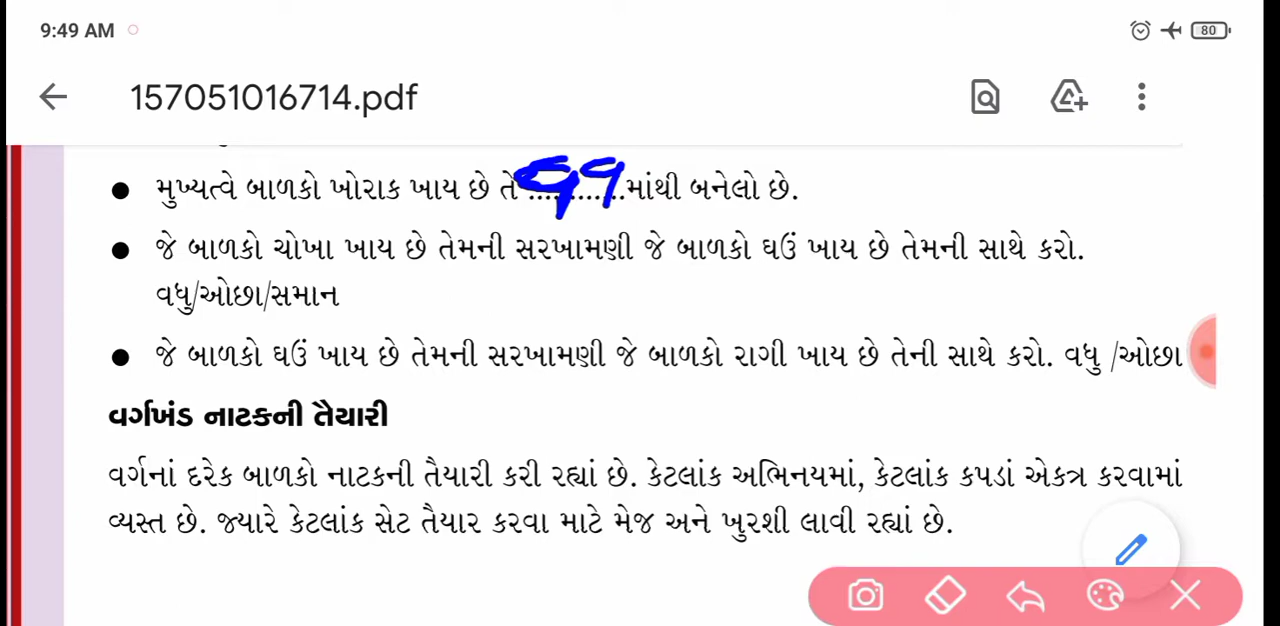 9:49 AM
80
157051016714.pdf
● મુખ્યત્વે બાળકો ખોરાક ખાય છે તે ............માંથી બનેલો છે.
● જે બાળકો ચોખા ખાય છે તેમની સરખામણી જે બાળકો ઘઉં ખાય છે તેમની સાથે કરો.
વધુ/ઓછા/સમાન
● જે બાળકો ઘઉં ખાય છે તેમની સરખામણી જે બાળકો રાગી ખાય છે તેની સાથે કરો. વધુ /ઓછા
વર્ગખંડ નાટકની તૈયારી
વર્ગનાં દરેક બાળકો નાટકની તૈયારી કરી રહ્યાં છે. કેટલાંક અભિનયમાં, કેટલાંક કપડાં એકત્ર કરવામાં
વ્યસ્ત છે. જ્યારે કેટલાંક સેટ તૈયાર કરવા માટે મેજ અને ખુરશી લાવી રહ્યાં છે.